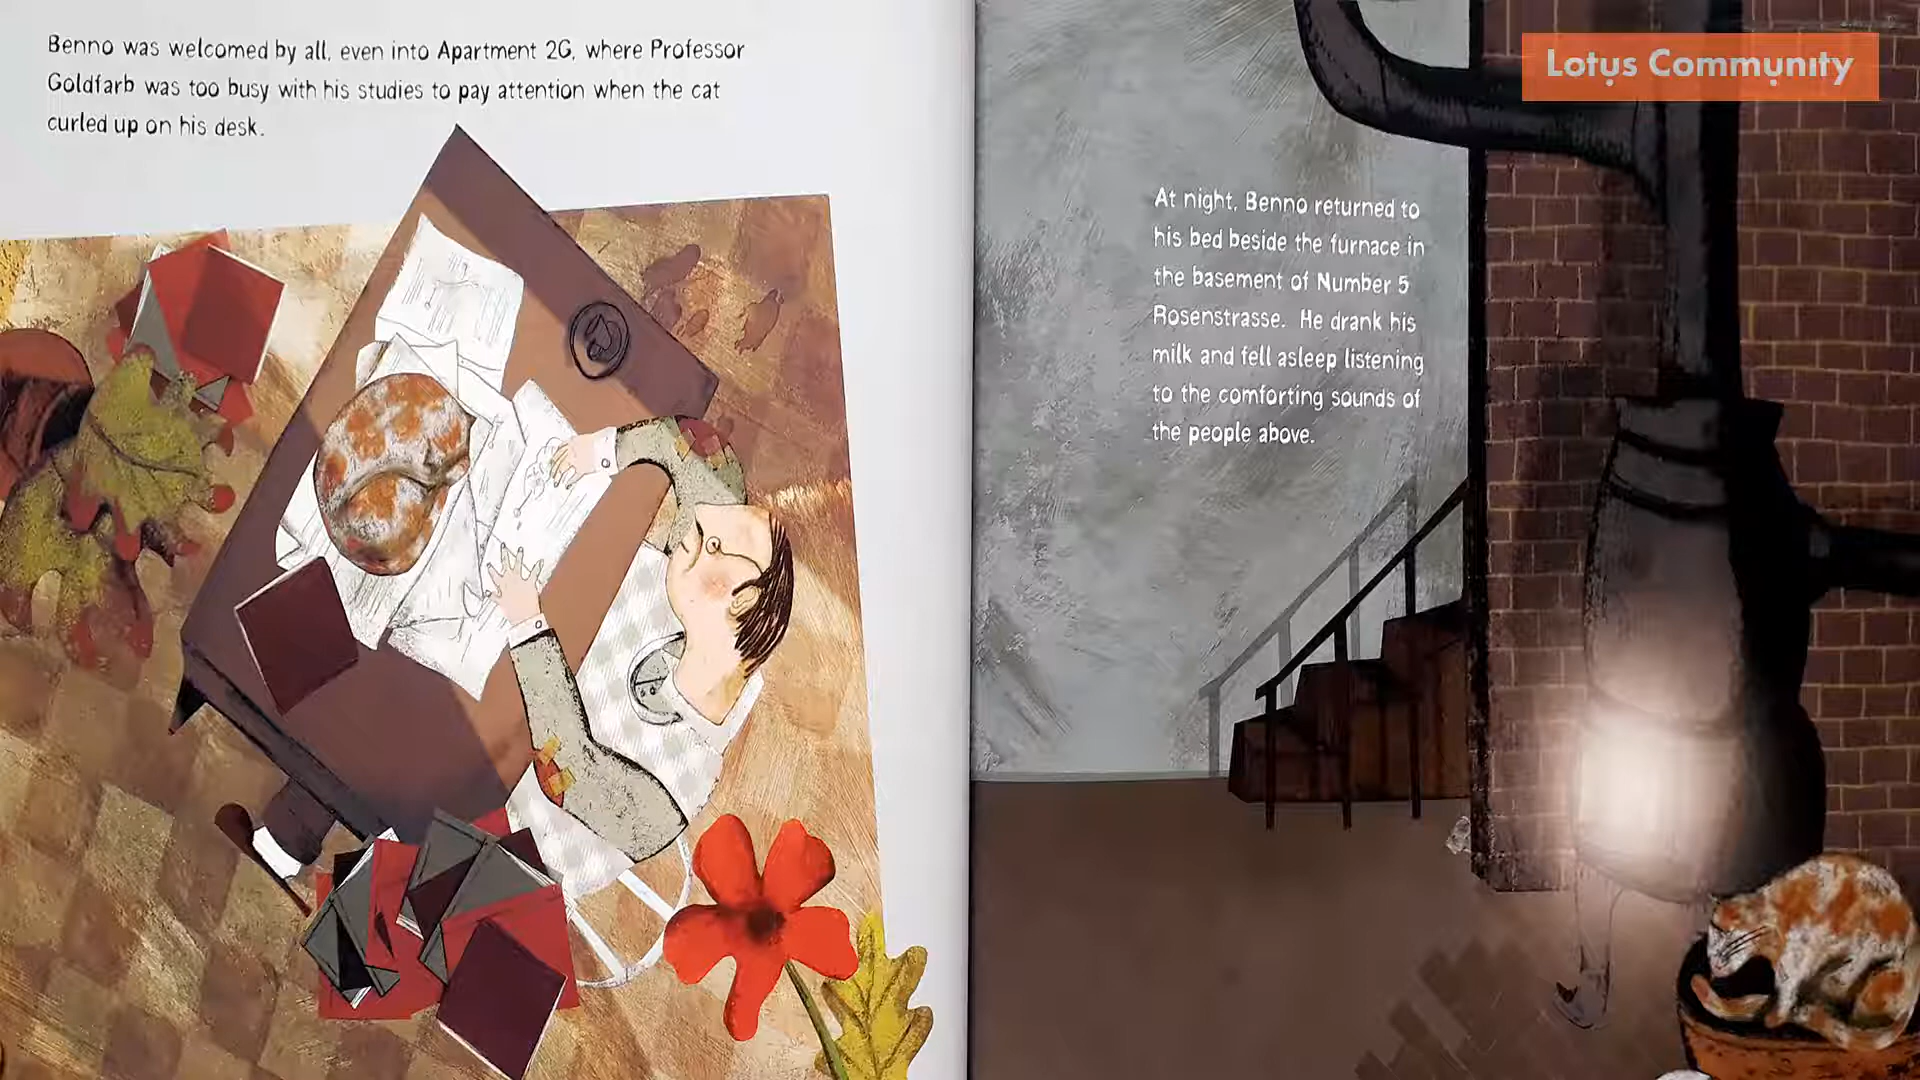 Benno was welcomed by all, even into Apartment 2G, where Professor
Goldfarb was too busy with his studies to pay attention when the cat
curled up on his desk.
At night, Benno returned to
his bed beside the furnace in
the basement of Number 5
Rosenstrasse. He drank his
milk and fell asleep listening
to the comforting sounds of
the people above.
Lotus Community